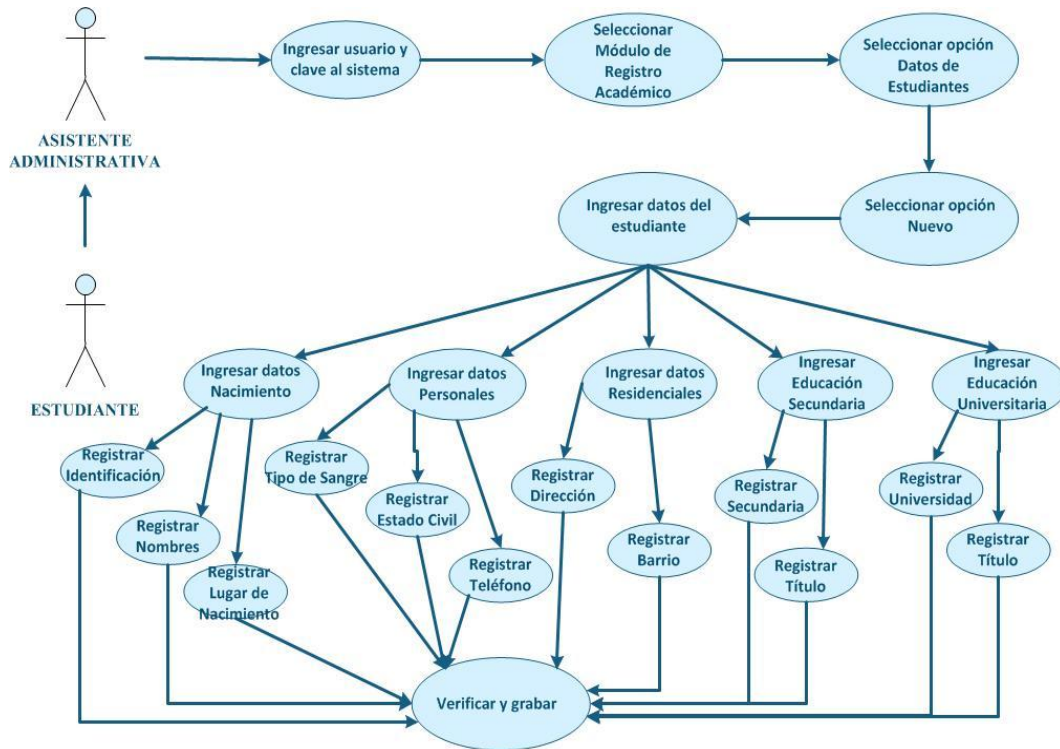 Ingresar usuario y
clave al sistema
Seleccionar
Módulo de
Registro
Académico
Seleccionar opción
Datos de
Estudiantes
ASISTENTE
ADMINISTRATIVA
Ingresar datos del
estudiante
Seleccionar opción
Nuevo
ESTUDIANTE
Ingresar datos
Nacimiento
Ingresar datos
Personales
Ingresar datos
Residenciales
Ingresar
Educación
Secundaria
Ingresar
Educación
Universitaria
Registrar
Identificación
Registrar
Tipo de Sangre
Registrar
Dirección
Registrar
Secundaria
Registrar
Universidad
Registrar
Nombres
Registrar
Estado Civil
Registrar
Barrio
Registrar
Título
Registrar
Lugar de
Nacimiento
Registrar
Teléfono
Registrar
Título
Verificar y grabar